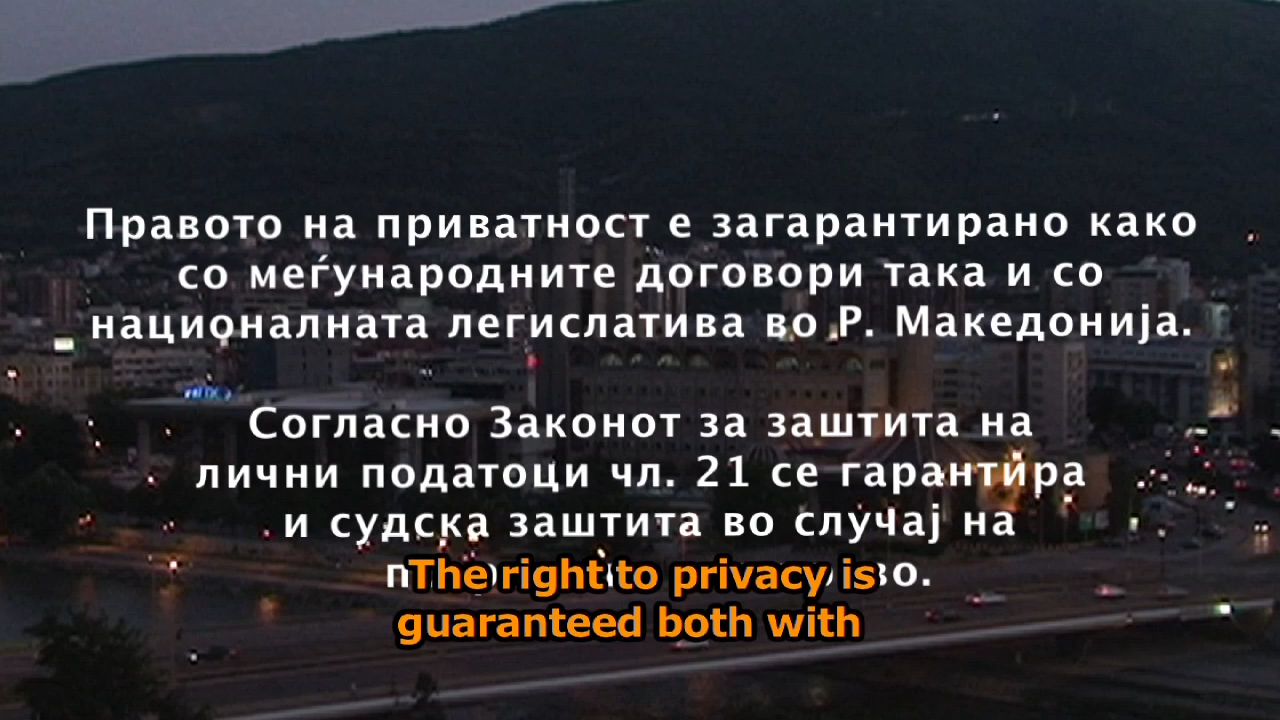 Правото на приватност е загарантирано како
со меѓународните договори така и со
националната легислатива во Р. Македонија.
Согласно Законот за заштита на
лични податоци чл. 21 се гарантира
и судска заштита во случај на
The right to privacy is
guaranteed both with